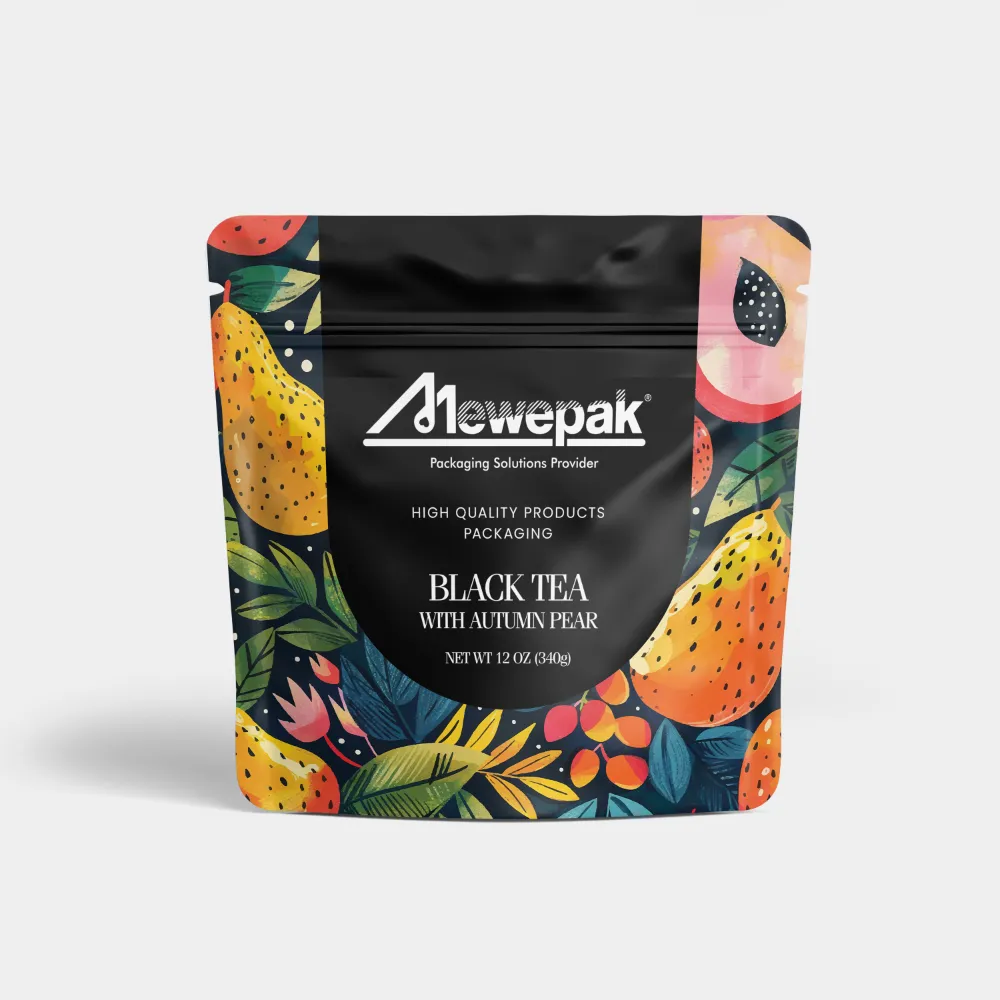 Mewepak®
Packaging Solutions Provider
HIGH QUALITY PRODUCTS
PACKAGING
BLACK TEA
WITH AUTUMN PEAR
NET WT 12 OZ (340g)